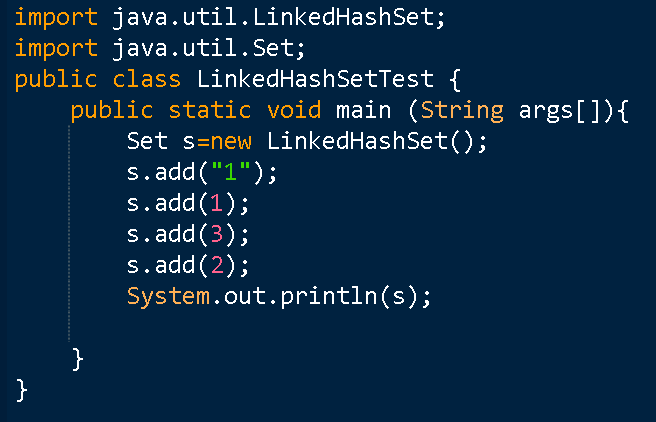 import java.util.LinkedHashSet;
import java.util.Set;
public class LinkedHashSetTest {
    public static void main (String args[]){
        Set s=new LinkedHashSet();
        s.add("1");
        s.add(1);
        s.add(3);
        s.add(2);
        System.out.println(s);
    }
}